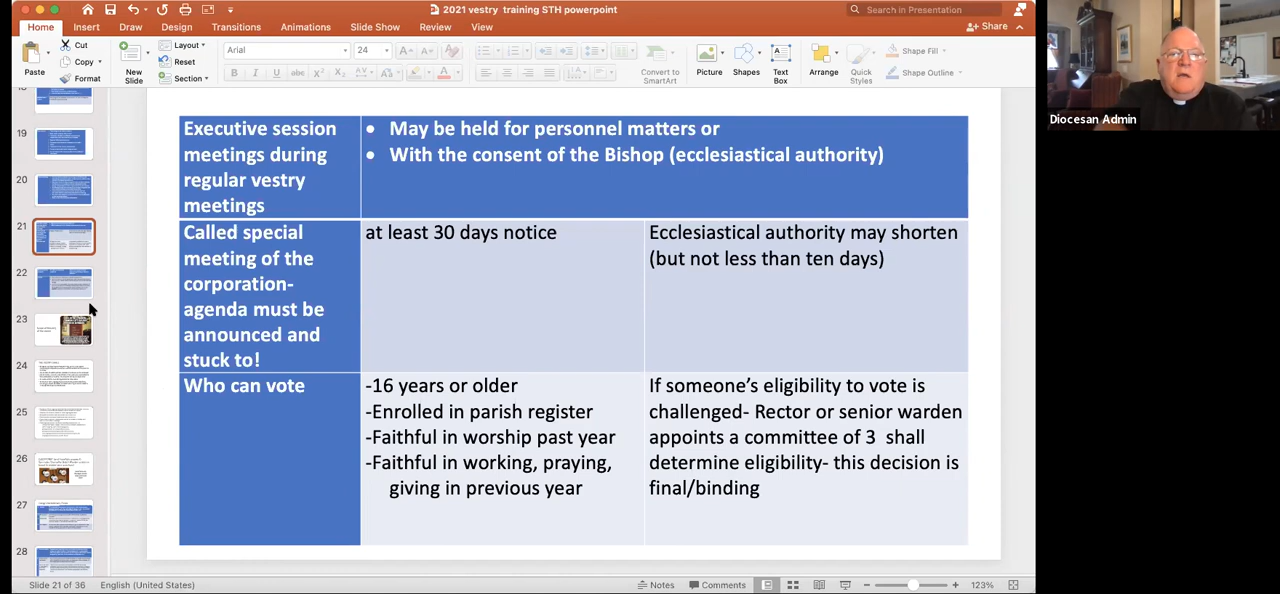 2021 vestry training STH powerpoint
Search in Presentation
Home Insert Draw Design Transitions Animations Slide Show Review View
Share
Paste
Cut
Copy
Format
New Slide
Layout
Reset
Section
Arial
24
Convert to SmartArt
Picture
Shapes
Text Box
Arrange
Quick Styles
Shape Fill
Shape Outline
Diocesan Admin
19
20
21
22
23
24
25
26
27
28
Executive session
meetings during
regular vestry
meetings
• May be held for personnel matters or
• With the consent of the Bishop (ecclesiastical authority)
Called special
meeting of the
corporation-
agenda must be
announced and
stuck to!
at least 30 days notice
Ecclesiastical authority may shorten
(but not less than ten days)
Who can vote
-16 years or older
-Enrolled in parish register
-Faithful in worship past year
-Faithful in working, praying,
giving in previous year
If someone's eligibility to vote is
challenged- Rector or senior warden
appoints a committee of 3 shall
determine eligibility- this decision is
final/binding
Slide 21 of 36 English (United States)
Notes Comments
123%